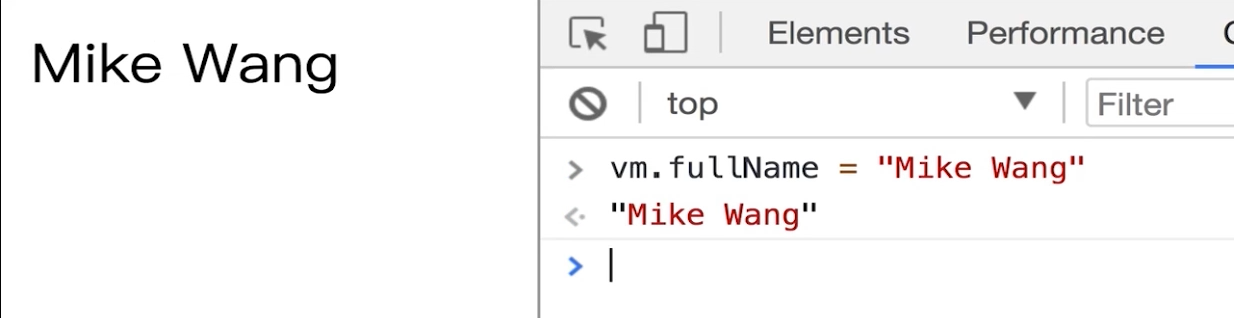 Mike Wang
Elements Performance
top Filter
> vm.fullName = "Mike Wang"
"Mike Wang"
>